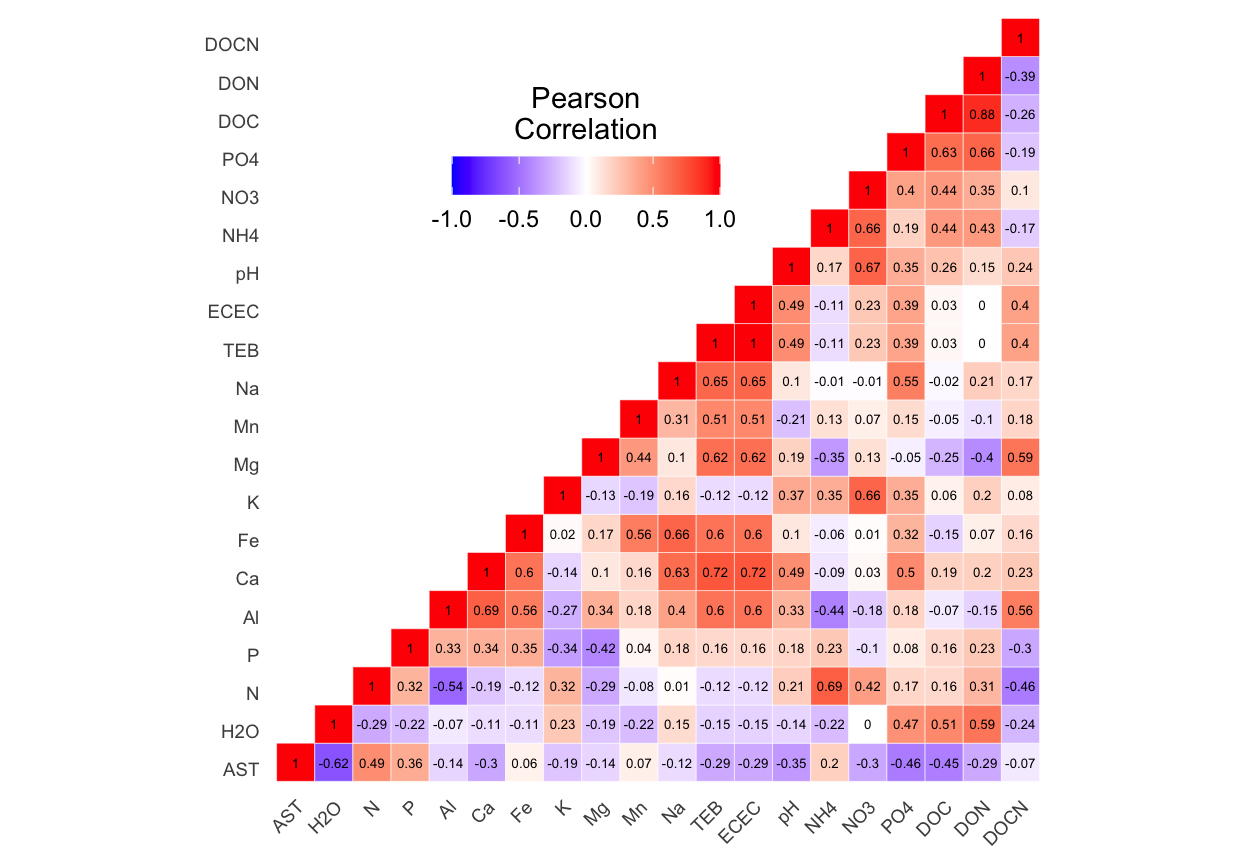 DOCN 1
DON 1 -0.39
Pearson
Correlation
DOC 1 0.88 -0.26
PO4 1 0.63 0.66 -0.19
NO3 1 0.4 0.44 0.35 0.1
-1.0 -0.5 0.0 0.5 1.0
NH4 1 0.66 0.19 0.44 0.43 -0.17
pH 1 0.17 0.67 0.35 0.26 0.15 0.24
ECEC 1 0.49 -0.11 0.23 0.39 0.03 0 0.4
TEB 1 1 0.49 -0.11 0.23 0.39 0.03 0 0.4
Na 1 0.65 0.65 0.1 -0.01 -0.01 0.55 -0.02 0.21 0.17
Mn 1 0.31 0.51 0.51 -0.21 0.13 0.07 0.15 -0.05 -0.1 0.18
Mg 1 0.44 0.1 0.62 0.62 0.19 -0.35 0.13 -0.05 -0.25 -0.4 0.59
K 1 -0.13 -0.19 0.16 -0.12 -0.12 0.37 0.35 0.66 0.35 0.06 0.2 0.08
Fe 1 0.02 0.17 0.56 0.66 0.6 0.6 0.1 -0.06 0.01 0.32 -0.15 0.07 0.16
Ca 1 0.6 -0.14 0.1 0.16 0.63 0.72 0.72 0.49 -0.09 0.03 0.5 0.19 0.2 0.23
Al 1 0.69 0.56 -0.27 0.34 0.18 0.4 0.6 0.6 0.33 -0.44 -0.18 0.18 -0.07 -0.15 0.56
P 1 0.33 0.34 0.35 -0.34 -0.42 0.04 0.18 0.16 0.16 0.18 0.23 -0.1 0.08 0.16 0.23 -0.3
N 1 0.32 -0.54 -0.19 -0.12 0.32 -0.29 -0.08 0.01 -0.12 -0.12 0.21 0.69 0.42 0.17 0.16 0.31 -0.46
H2O 1 -0.29 -0.22 -0.07 -0.11 -0.11 0.23 -0.19 -0.22 0.15 -0.15 -0.15 -0.14 -0.22 0 0.47 0.51 0.59 -0.24
AST 1 -0.62 0.49 0.36 -0.14 -0.3 0.06 -0.19 -0.14 0.07 -0.12 -0.29 -0.29 -0.35 0.2 -0.3 -0.46 -0.45 -0.29 -0.07
AST H2O N P Al Ca Fe K Mg Mn Na TEB ECEC pH NH4 NO3 PO4 DOC DON DOCN